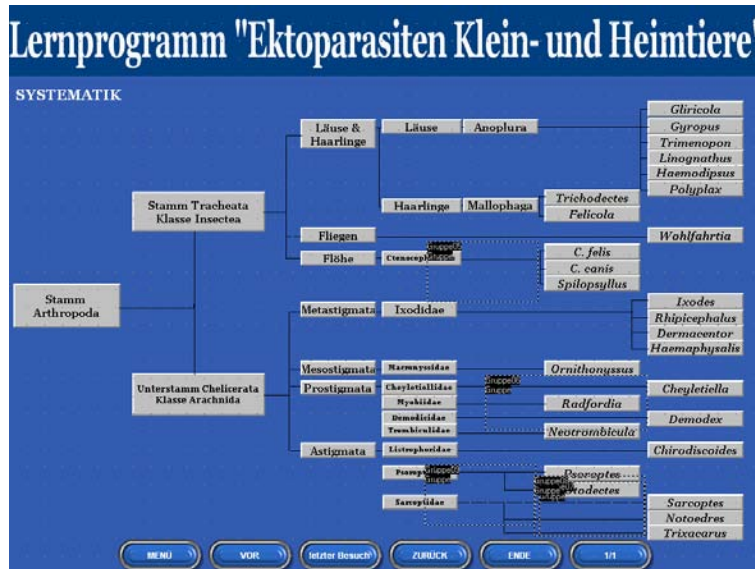 Lernprogramm "Ektoparasiten Klein- und Heimtiere"
SYSTEMATIK
Stamm
Arthropoda
Stamm Tracheata
Klasse Insectea
Unterstamm Chelicerata
Klasse Arachnida
Läuse &
Haarlinge
Läuse
Anoplura
Gliricola
Gyropus
Trimenopon
Linognathus
Haemodipsus
Polyplax
Haarlinge
Mallophaga
Trichodectes
Felicola
Fliegen
Wohlfahrtia
Flöhe
C. felis
C. canis
Spilopsyllus
Metastigmata
Ixodidae
Ixodes
Rhipicephalus
Dermacentor
Haemaphysalis
Mesostigmata
Macronyssidae
Ornithonyssus
Prostigmata
Cheyletiellidae
Cheyletiella
Myobiidae
Radfordia
Demodicidae
Demodex
Trombiculidae
Neotrombicula
Astigmata
Listrophoridae
Chirodiscoides
Psoroptes
Sarcoptidae
Sarcoptes
Notoedres
Trixacarus
MENÜ
VOR
letzter Besuch
ZURÜCK
ENDE
1/1